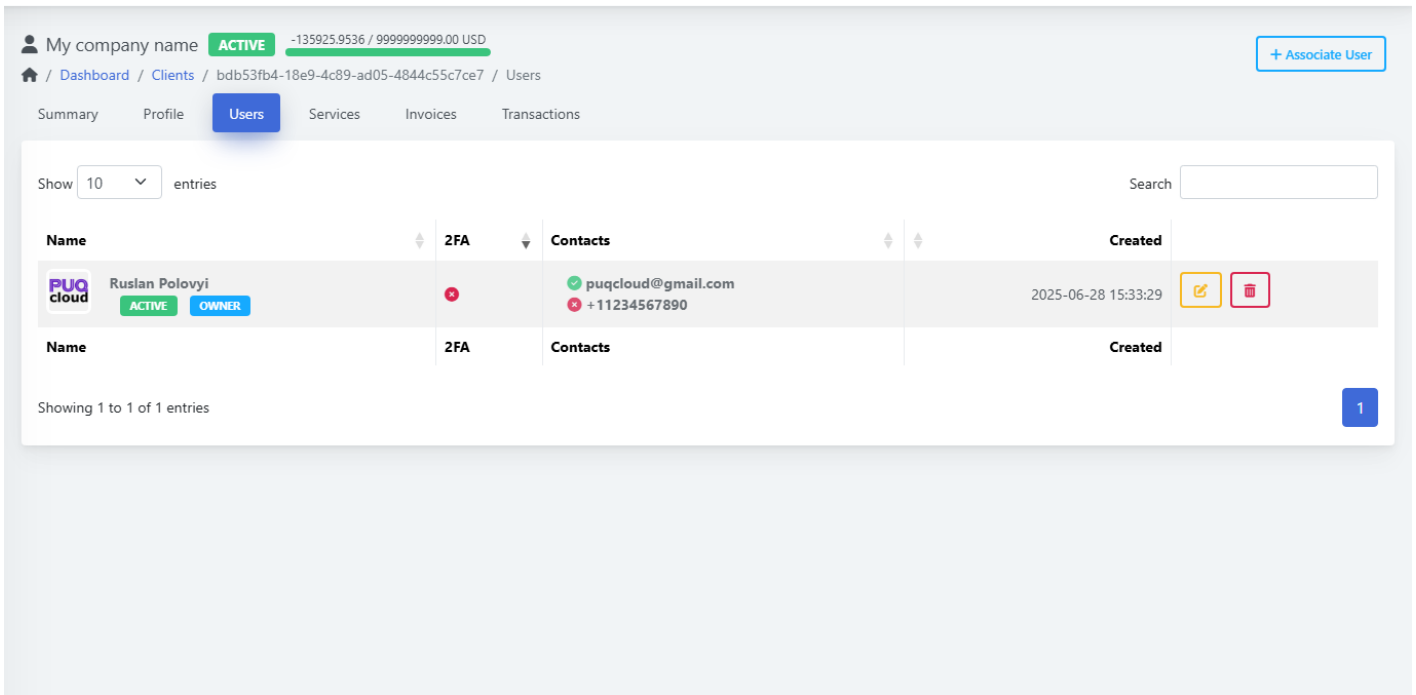 My company name ACTIVE -135925.9536 / 9999999999.00 USD
+ Associate User
/ Dashboard / Clients / bdb53fb4-18e9-4c89-ad05-4844c55c7ce7 / Users
Summary Profile Users Services Invoices Transactions
Show 10 entries Search
Name 2FA Contacts Created
PUQ cloud
Ruslan Polovyi
ACTIVE OWNER
puqcloud@gmail.com
+11234567890
2025-06-28 15:33:29
Name 2FA Contacts Created
Showing 1 to 1 of 1 entries 1